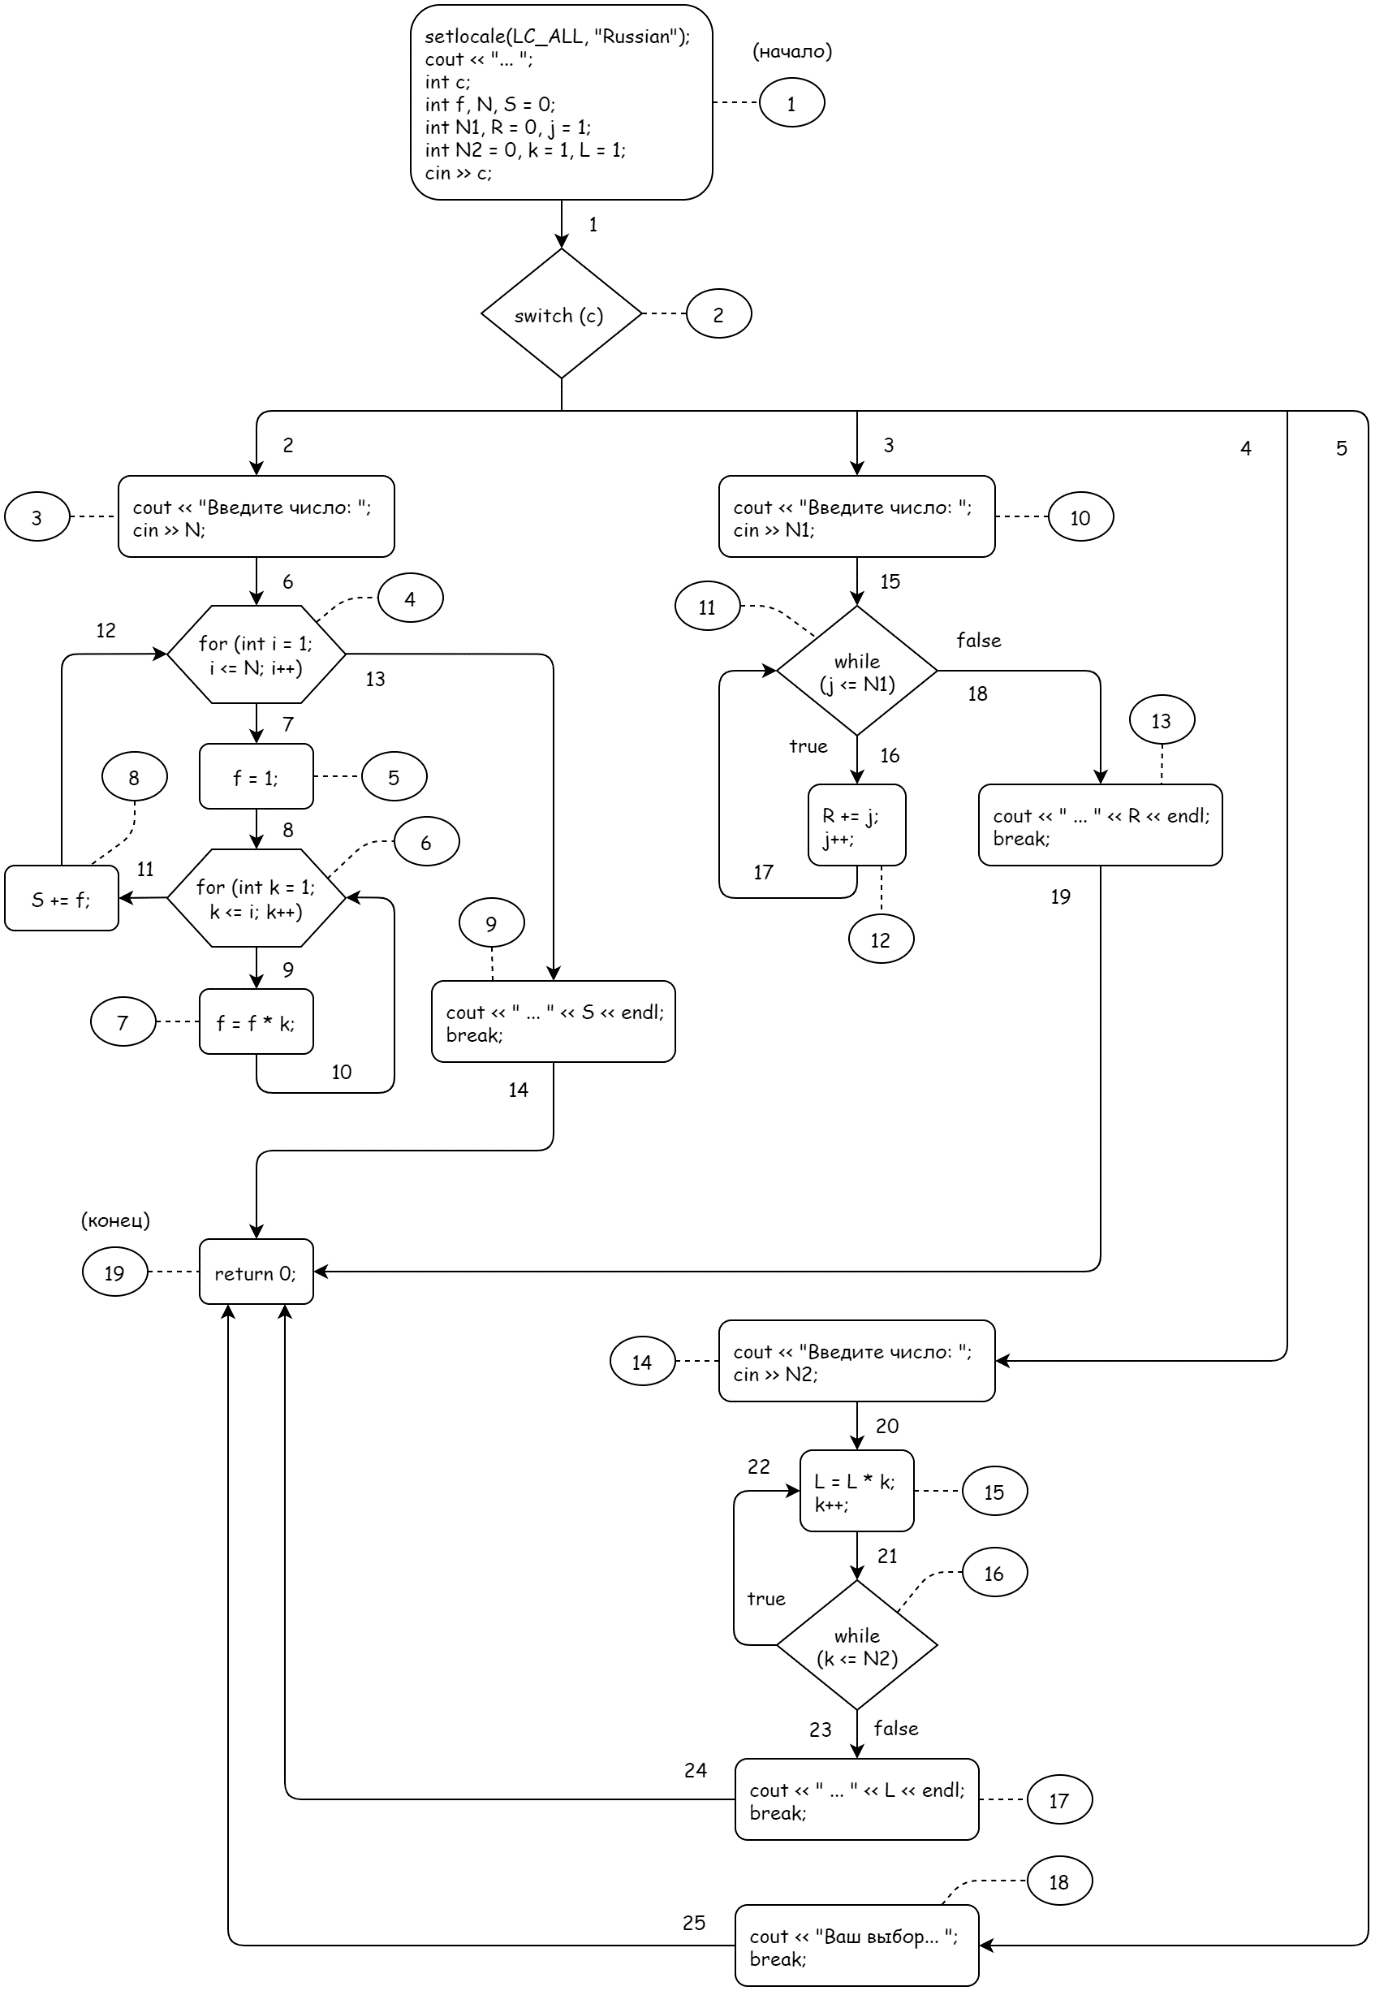 setlocale(LC_ALL, "Russian");
cout << "... ";
int c;
int f, N, S = 0;
int N1, R = 0, j = 1;
int N2 = 0, k = 1, L = 1;
cin >> c;
(начало)
1
1
switch (c)
2
2
3
4
5
3
cout << "Введите число: ";
cin >> N;
cout << "Введите число: ";
cin >> N1;
10
6
4
15
11
12
for (int i = 1;
i <= N; i++)
13
while
(j <= N1)
false
18
13
7
true
16
8
f = 1;
5
R += j;
j++;
cout << " ... " << R << endl;
break;
8
6
11
17
19
S += f;
for (int k = 1;
k <= i; k++)
9
12
9
7
f = f * k;
cout << " ... " << S << endl;
break;
10
14
(конец)
19
return 0;
14
cout << "Введите число: ";
cin >> N2;
20
22
L = L * k;
k++;
15
21
16
true
while
(k <= N2)
23
false
24
cout << " ... " << L << endl;
break;
17
18
25
cout << "Ваш выбор... ";
break;